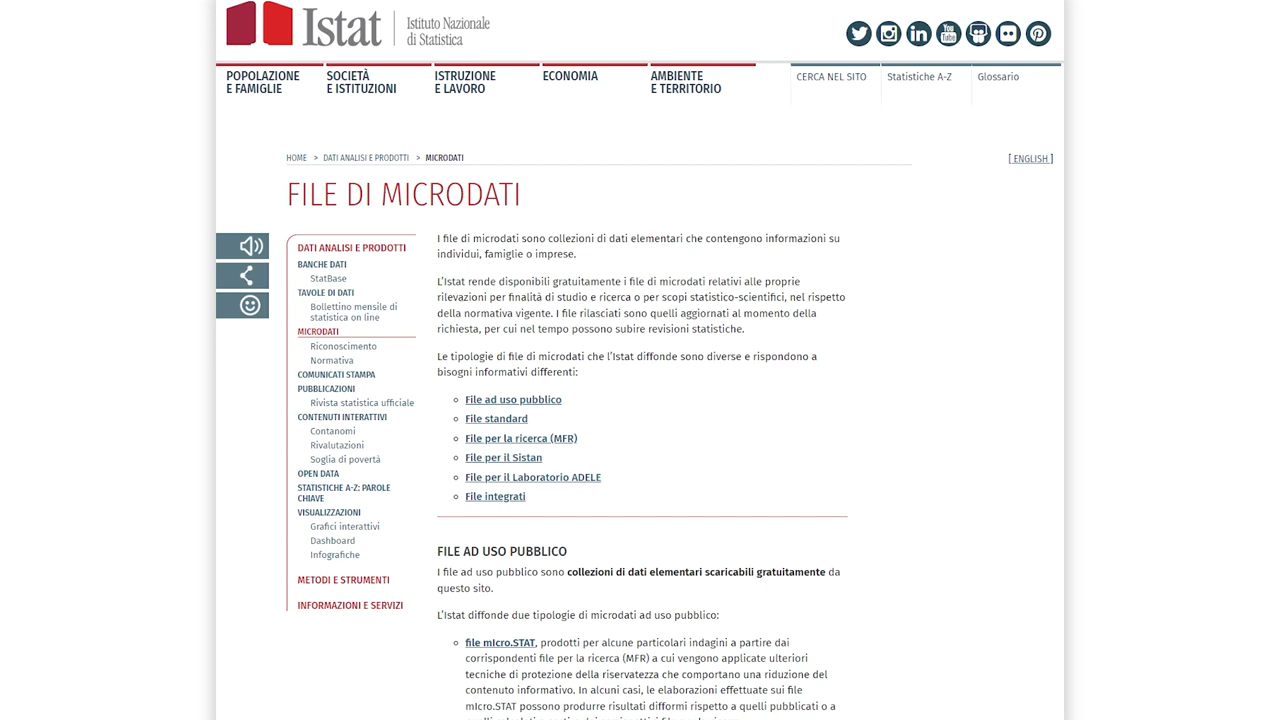 Istat
Istituto Nazionale
di Statistica
You
Tube
POPOLAZIONE
E FAMIGLIE
SOCIETÀ
E ISTITUZIONI
ISTRUZIONE
E LAVORO
ECONOMIA
AMBIENTE
E TERRITORIO
CERCA NEL SITO
Statistiche A-Z
Glossario
HOME > DATI ANALISI E PRODOTTI > MICRODATI
[ ENGLISH ]
FILE DI MICRODATI
DATI ANALISI E PRODOTTI
BANCHE DATI
StatBase
TAVOLE DI DATI
Bollettino mensile di
statistica on line
MICRODATI
Riconoscimento
Normativa
COMUNICATI STAMPA
PUBBLICAZIONI
Rivista statistica ufficiale
CONTENUTI INTERATTIVI
Contanomi
Rivalutazioni
Soglia di povertà
OPEN DATA
STATISTICHE A-Z: PAROLE
CHIAVE
VISUALIZZAZIONI
Grafici interattivi
Dashboard
Infografiche
METODI E STRUMENTI
INFORMAZIONI E SERVIZI
I file di microdati sono collezioni di dati elementari che contengono informazioni su
individui, famiglie o imprese.
L'Istat rende disponibili gratuitamente i file di microdati relativi alle proprie
rilevazioni per finalità di studio e ricerca o per scopi statistico-scientifici, nel rispetto
della normativa vigente. I file rilasciati sono quelli aggiornati al momento della
richiesta, per cui nel tempo possono subire revisioni statistiche.
Le tipologie di file di microdati che l'Istat diffonde sono diverse e rispondono a
bisogni informativi differenti:
File ad uso pubblico
File standard
File per la ricerca (MFR)
File per il Sistan
File per il Laboratorio ADELE
File integrati
FILE AD USO PUBBLICO
I file ad uso pubblico sono collezioni di dati elementari scaricabili gratuitamente da
questo sito.
L'Istat diffonde due tipologie di microdati ad uso pubblico:
file mIcro.STAT, prodotti per alcune particolari indagini a partire dai
corrispondenti file per la ricerca (MFR) a cui vengono applicate ulteriori
tecniche di protezione della riservatezza che comportano una riduzione del
contenuto informativo. In alcuni casi, le elaborazioni effettuate sui file
mIcro.STAT possono produrre risultati difformi rispetto a quelli pubblicati o a